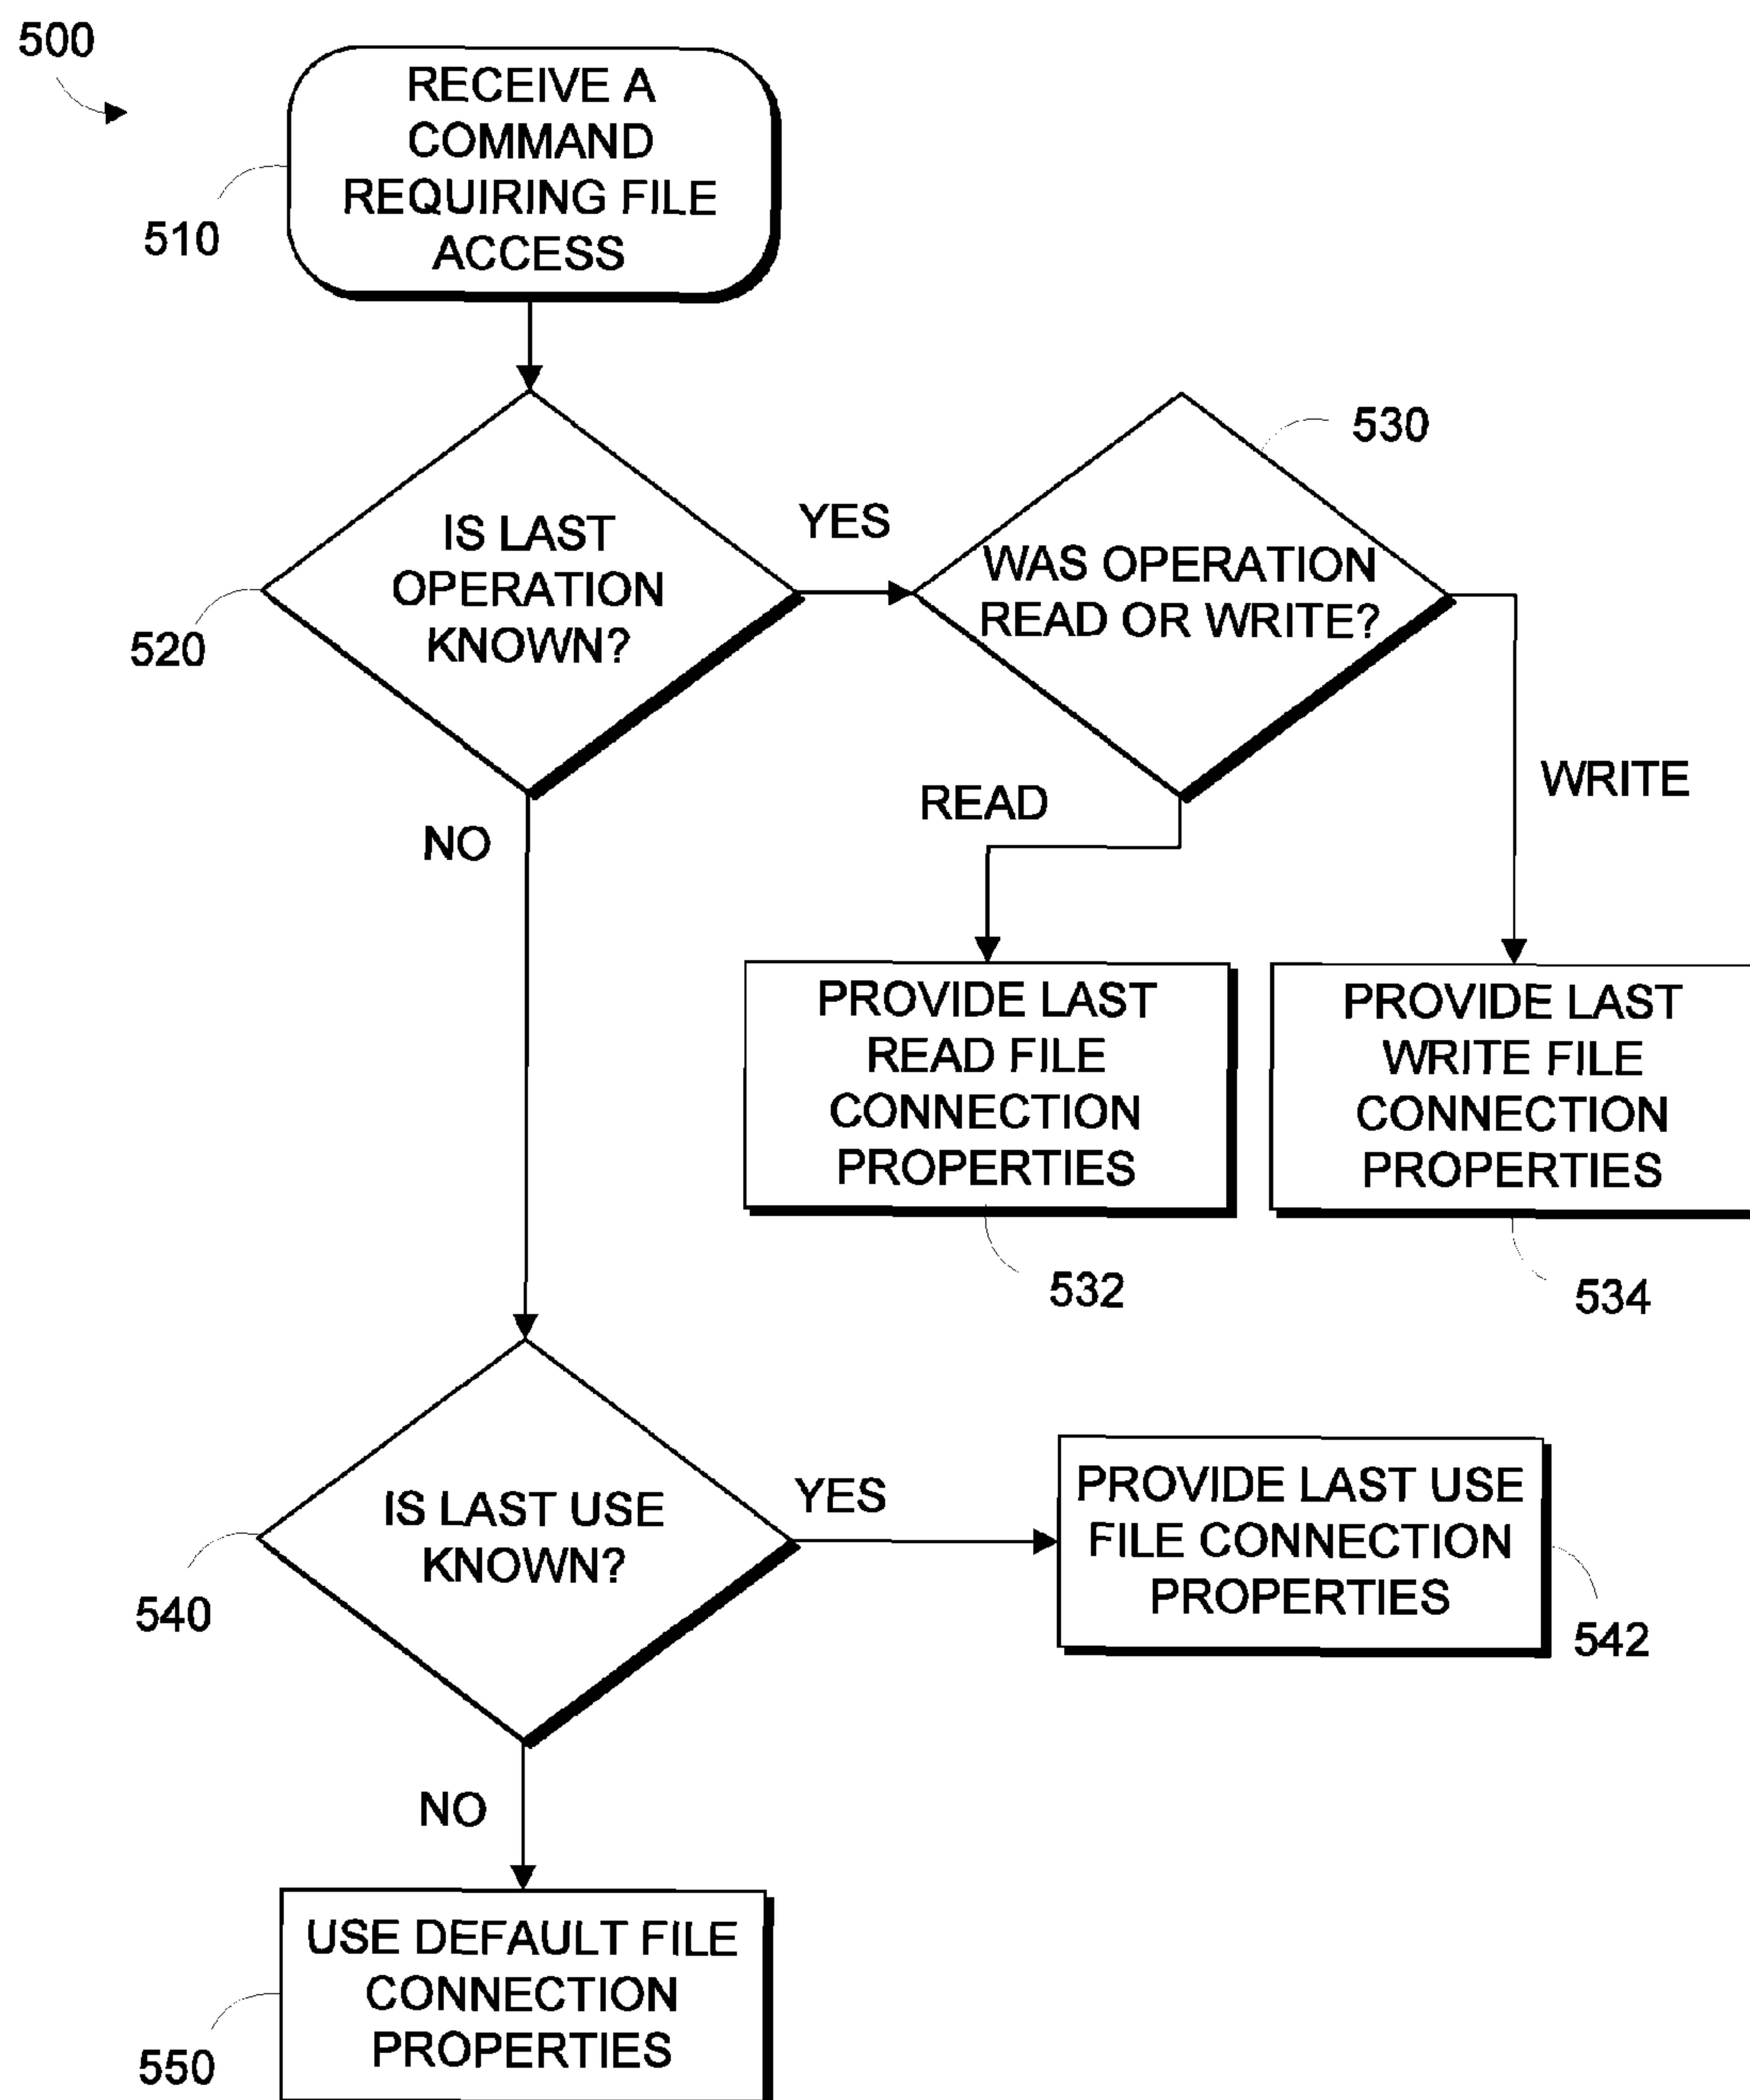 500
RECEIVE A
COMMAND
REQUIRING FILE
ACCESS
510
530
IS LAST
OPERATION
KNOWN?
YES
WAS OPERATION
READ OR WRITE?
520
WRITE
READ
NO
PROVIDE LAST
READ FILE
CONNECTION
PROPERTIES
PROVIDE LAST
WRITE FILE
CONNECTION
PROPERTIES
532
534
IS LAST USE
KNOWN?
YES
PROVIDE LAST USE
FILE CONNECTION
PROPERTIES
540
542
NO
USE DEFAULT FILE
CONNECTION
PROPERTIES
550